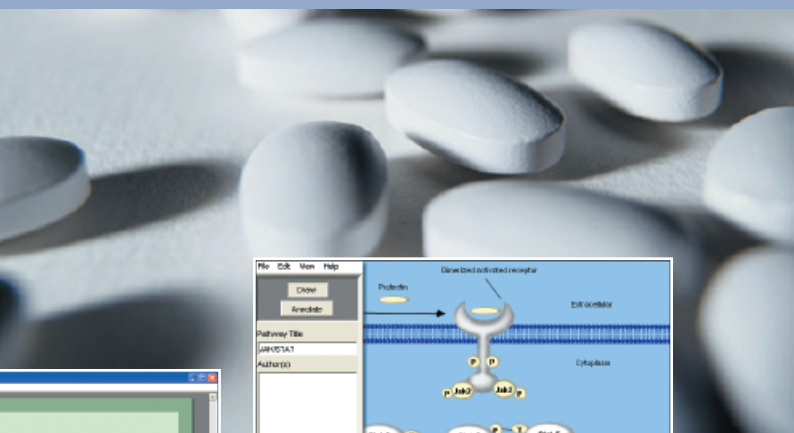 File Edit View Help
Draw
Annotate
Pathway Title
JAK/STAT
Author(s)
Dimerized activated receptor
Prolactin
Extracellular
Cytoplasm
P P
P Jak2 Jak2 P
P